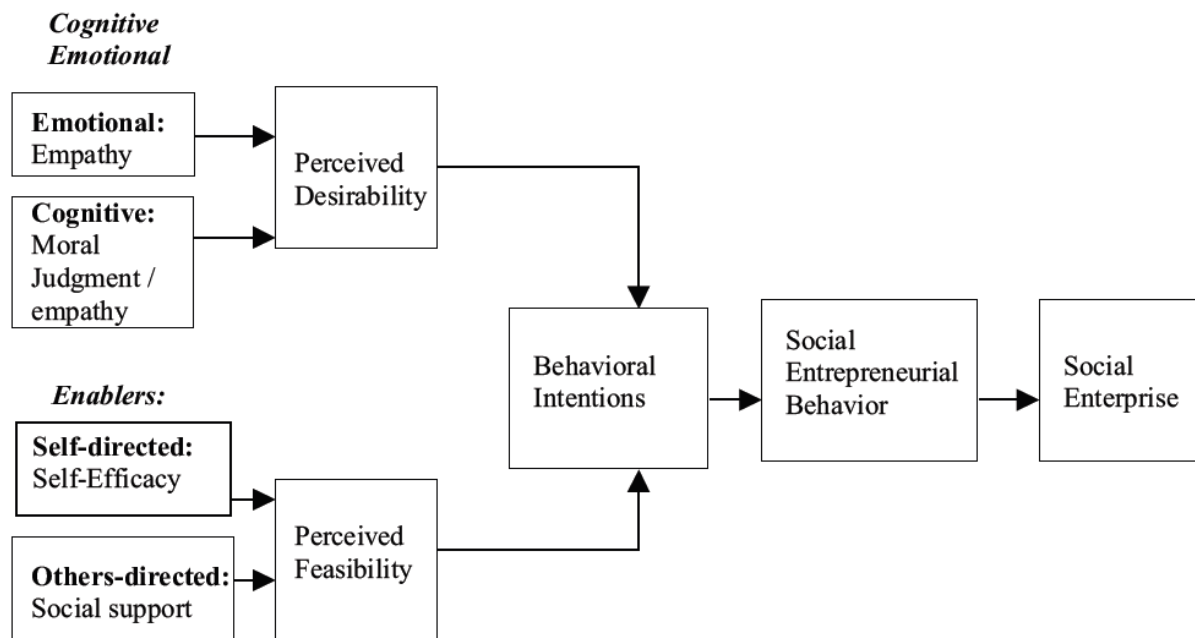 Cognitive
Emotional
Emotional:
Empathy
Cognitive:
Moral
Judgment /
empathy
Perceived
Desirability
Enablers:
Self-directed:
Self-Efficacy
Others-directed:
Social support
Perceived
Feasibility
Behavioral
Intentions
Social
Entrepreneurial
Behavior
Social
Enterprise